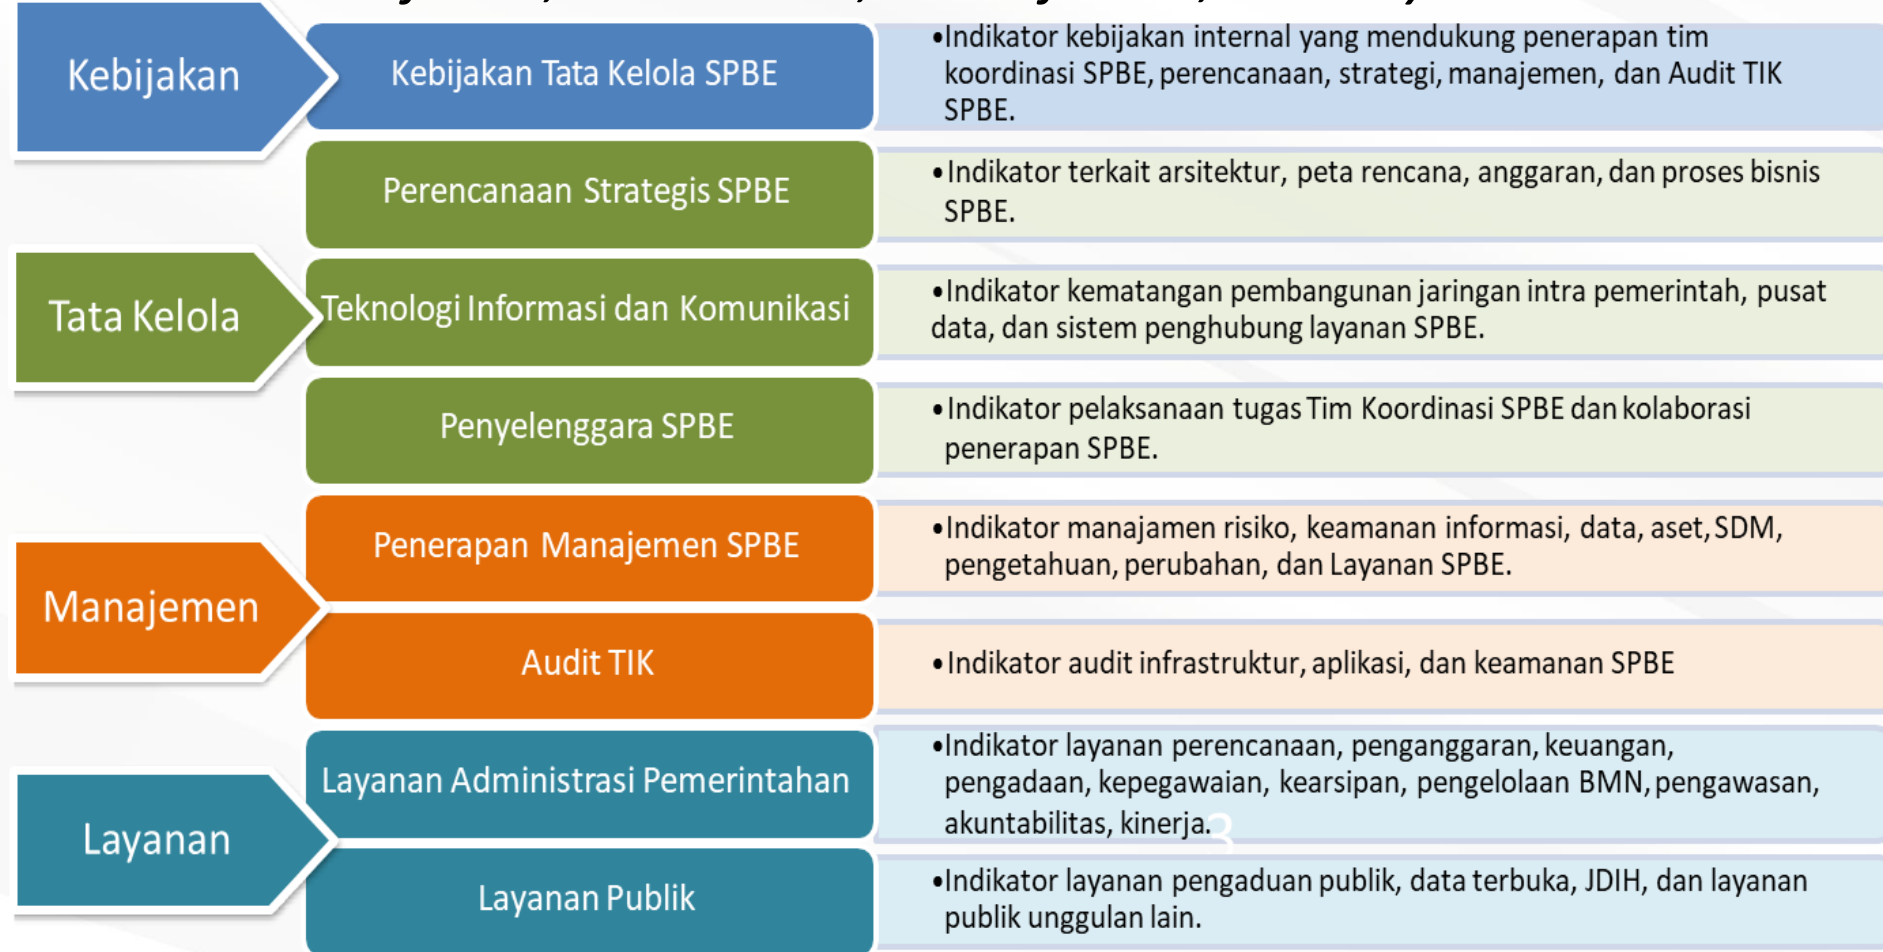 Kebijakan
Kebijakan Tata Kelola SPBE
•Indikator kebijakan internal yang mendukung penerapan tim
koordinasi SPBE, perencanaan, strategi, manajemen, dan Audit TIK
SPBE.
Tata Kelola
Perencanaan Strategis SPBE
•Indikator terkait arsitektur, peta rencana, anggaran, dan proses bisnis
SPBE.
Teknologi Informasi dan Komunikasi
•Indikator kematangan pembangunan jaringan intra pemerintah, pusat
data, dan sistem penghubung layanan SPBE.
Penyelenggara SPBE
•Indikator pelaksanaan tugas Tim Koordinasi SPBE dan kolaborasi
penerapan SPBE.
Manajemen
Penerapan Manajemen SPBE
•Indikator manajamen risiko, keamanan informasi, data, aset, SDM,
pengetahuan, perubahan, dan Layanan SPBE.
Audit TIK
•Indikator audit infrastruktur, aplikasi, dan keamanan SPBE
Layanan
Layanan Administrasi Pemerintahan
•Indikator layanan perencanaan, penganggaran, keuangan,
pengadaan, kepegawaian, kearsipan, pengelolaan BMN, pengawasan,
akuntabilitas, kinerja.
3
Layanan Publik
•Indikator layanan pengaduan publik, data terbuka, JDIH, dan layanan
publik unggulan lain.